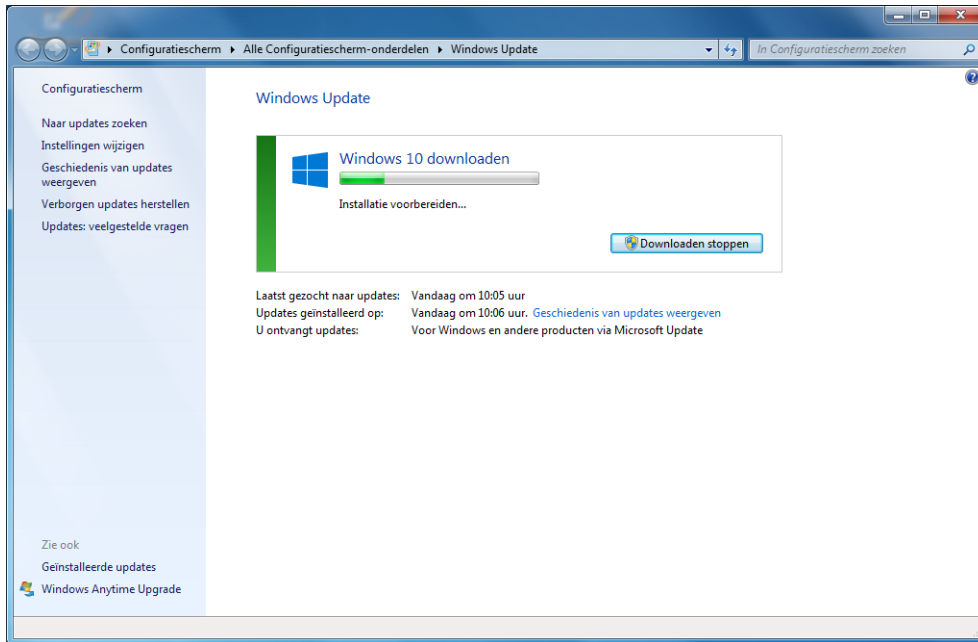 Configuratiescherm Alle Configuratiescherm-onderdelen Windows Update
In Configuratiescherm zoeken
Configuratiescherm
Naar updates zoeken
Instellingen wijzigen
Geschiedenis van updates
weergeven
Verborgen updates herstellen
Updates: veelgestelde vragen
Zie ook
Geïnstalleerde updates
Windows Anytime Upgrade
Windows Update
Windows 10 downloaden
Installatie voorbereiden...
Downloaden stoppen
Laatst gezocht naar updates: Vandaag om 10:05 uur
Updates geïnstalleerd op: Vandaag om 10:06 uur. Geschiedenis van updates weergeven
U ontvangt updates: Voor Windows en andere producten via Microsoft Update